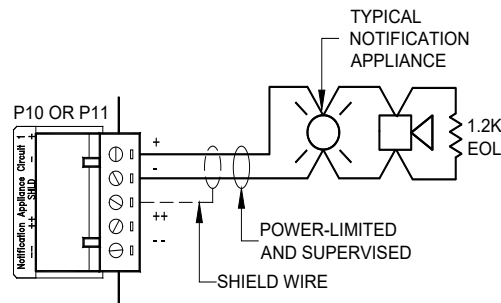 TYPICAL
NOTIFICATION
APPLIANCE
P10 OR P11
Notification Appliance Circuit 1
+
-
SHLD
++
--
+
-
++
--
1.2K
EOL
POWER-LIMITED
AND SUPERVISED
SHIELD WIRE